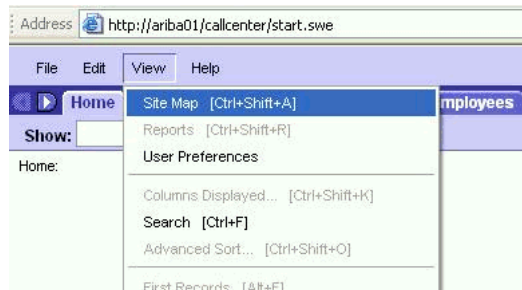 Address http://ariba01/callcenter/start.swe
File Edit View Help
Home Site Map [Ctrl+Shift+A] mployees
Show: Reports [Ctrl+Shift+R]
Home: User Preferences
Columns Displayed... [Ctrl+Shift+K]
Search [Ctrl+F]
Advanced Sort... [Ctrl+Shift+O]
First Records [Alt+F]